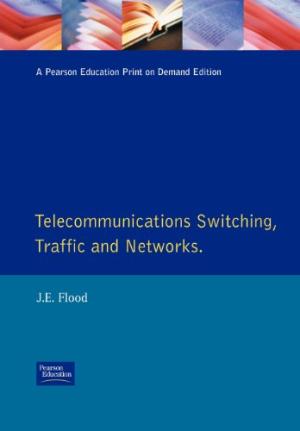 A Pearson Education Print on Demand Edition
Telecommunications Switching,
Traffic and Networks.
J.E. Flood
Pearson
Education